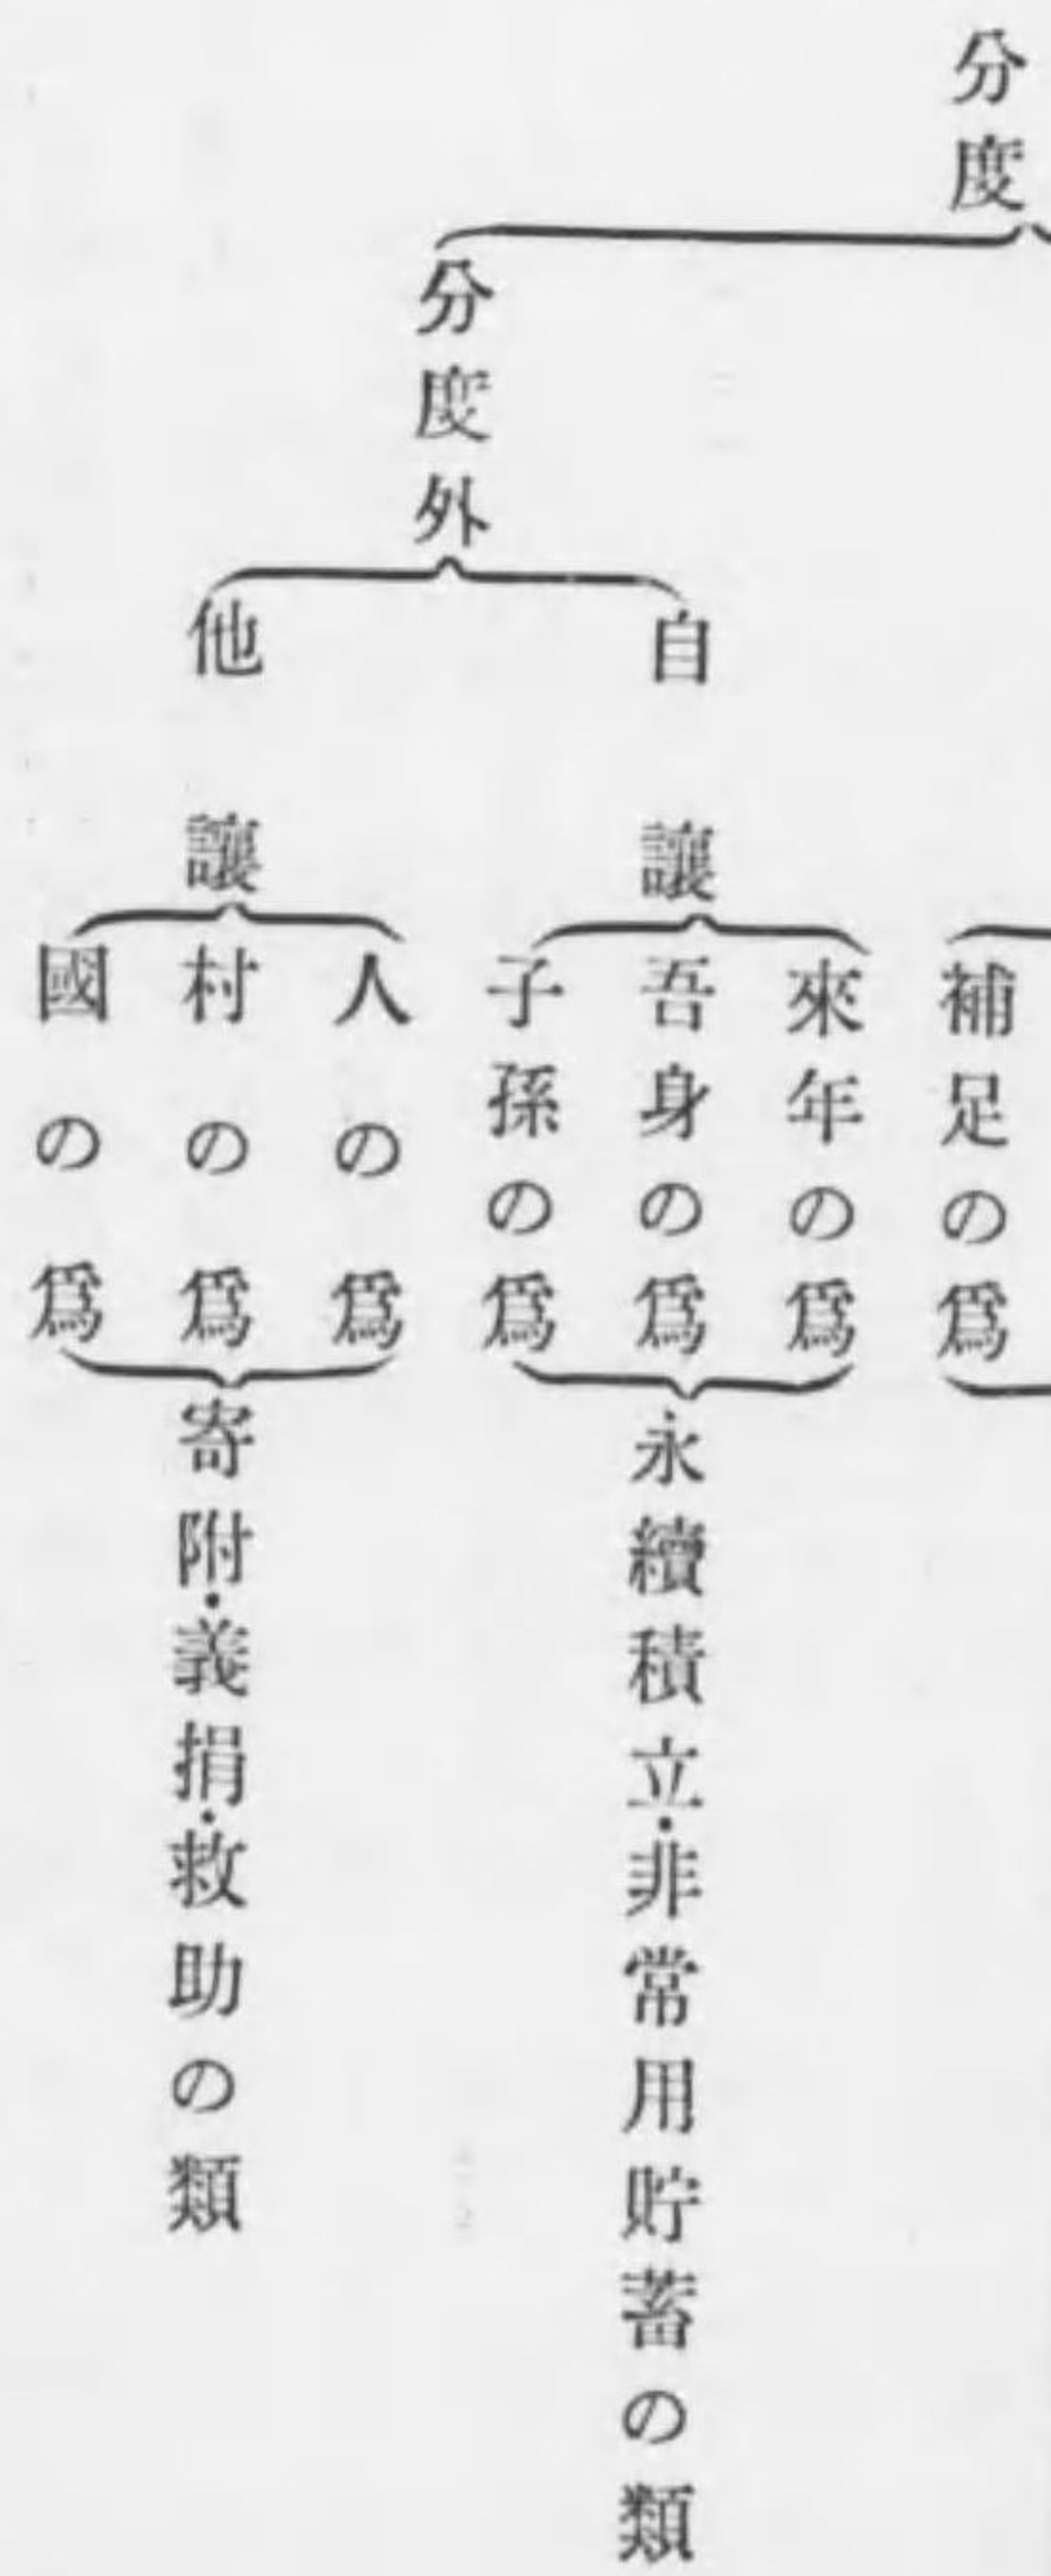 分度
補足の爲
分度外
自讓
來年の爲
吾身の爲
子孫の爲
永續積立・非常用貯蓄の類
他讓
人の爲
村の爲
國の爲
寄附・義捐・救助の類